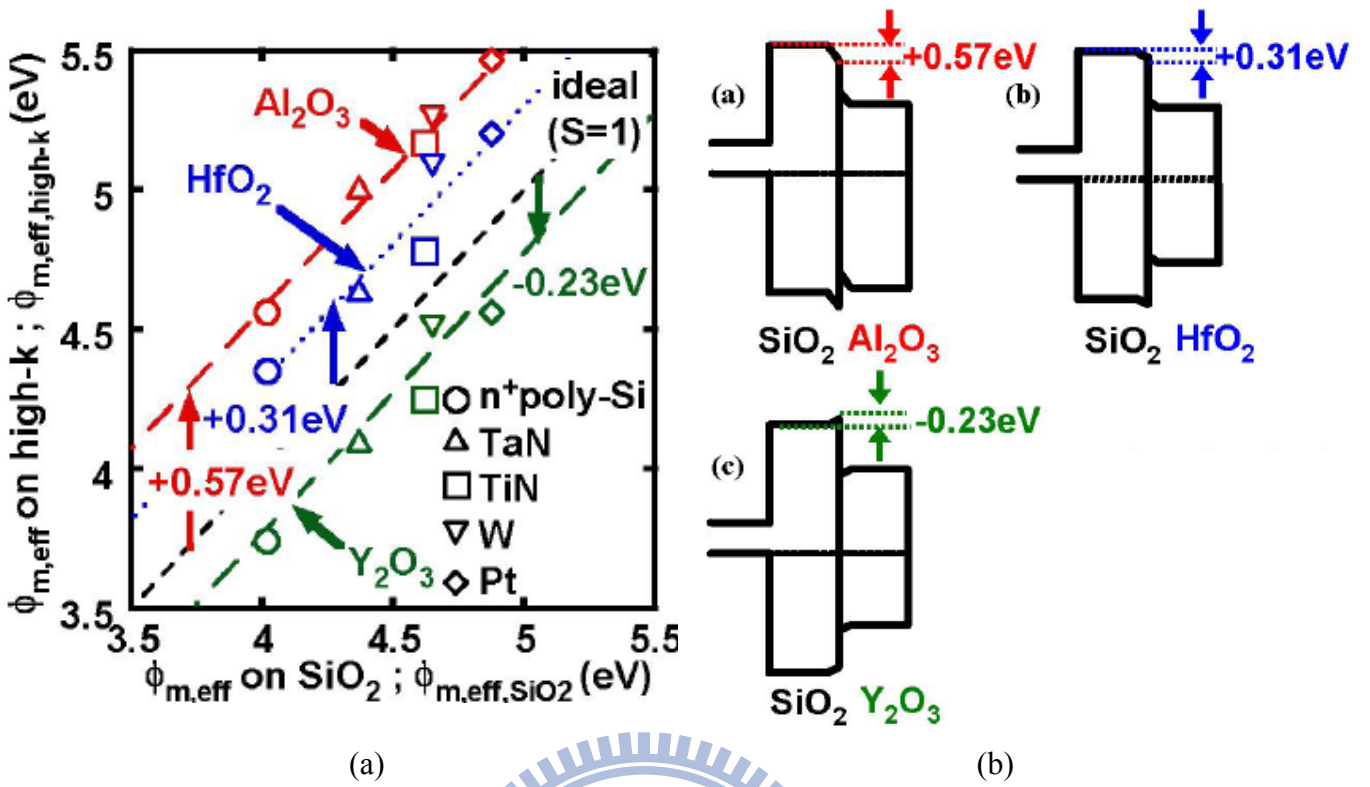 ϕm,eff on high-k ; ϕm,eff,high-k (eV)
5.5
5
4.5
4
3.5
3.5 4 4.5 5 5.5
ϕm,eff on SiO2 ; ϕm,eff,SiO2 (eV)
Al2O3
ideal
(S=1)
HfO2
-0.23eV
+0.31eV
+0.57eV
n+poly-Si
TaN
TiN
W
Pt
Y2O3
(a)
(a)
+0.57eV
SiO2 Al2O3
(b)
+0.31eV
SiO2 HfO2
(c)
-0.23eV
SiO2 Y2O3
(b)